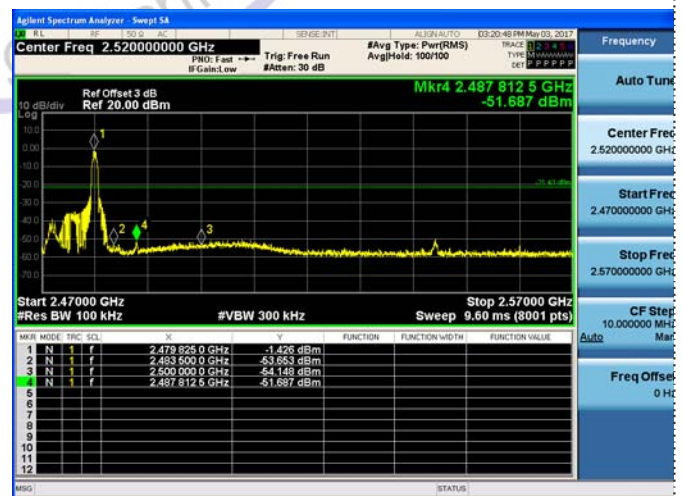 Agilent Spectrum Analyzer - Swept SA
RL RF 50 Ω AC SENSE:INT ALIGN AUTO 03:20:48 PM May 03, 2017
Center Freq 2.520000000 GHz
PNO: Fast
IFGain:Low
Trig: Free Run
#Atten: 30 dB
#Avg Type: Pwr(RMS)
Avg|Hold: 100/100
TRACE 1 2 3 4 5 6
TYPE M
DET P P P P P P
Ref Offset 3 dB
10 dB/div Ref 20.00 dBm
Log
Mkr4 2.487 812 5 GHz
-51.687 dBm
10.0
0.00
-10.0
-20.0
-30.0
-40.0
-50.0
-60.0
-70.0
1
2
4
3
Start 2.47000 GHz
#Res BW 100 kHz
#VBW 300 kHz
Stop 2.57000 GHz
Sweep 9.60 ms (8001 pts)
MKR MODE TRC SCL X Y FUNCTION FUNCTION WIDTH FUNCTION VALUE
1 N 1 f 2.479 825 0 GHz -1.426 dBm
2 N 1 f 2.483 500 0 GHz -53.653 dBm
3 N 1 f 2.500 000 0 GHz -54.148 dBm
4 N 1 f 2.487 812 5 GHz -51.687 dBm
5
6
7
8
9
10
11
12
MSG STATUS
Frequency
Auto Tune
Center Freq
2.520000000 GHz
Start Freq
2.470000000 GHz
Stop Freq
2.570000000 GHz
CF Step
10.000000 MHz
Auto Man
Freq Offset
0 Hz